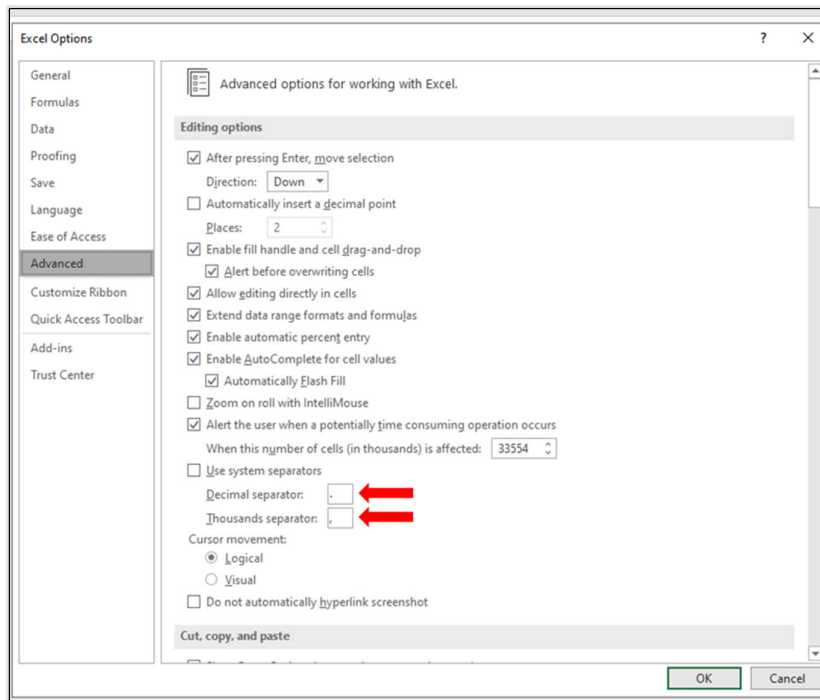 Excel Options
?
General
Formulas
Data
Proofing
Save
Language
Ease of Access
Advanced
Customize Ribbon
Quick Access Toolbar
Add-ins
Trust Center
Advanced options for working with Excel.
Editing options
After pressing Enter, move selection
Direction: Down
Automatically insert a decimal point
Places: 2
Enable fill handle and cell drag-and-drop
Alert before overwriting cells
Allow editing directly in cells
Extend data range formats and formulas
Enable automatic percent entry
Enable AutoComplete for cell values
Automatically Flash Fill
Zoom on roll with IntelliMouse
Alert the user when a potentially time consuming operation occurs
When this number of cells (in thousands) is affected: 33554
Use system separators
Decimal separator: .
Thousands separator: ,
Cursor movement:
Logical
Visual
Do not automatically hyperlink screenshot
Cut, copy, and paste
OK Cancel